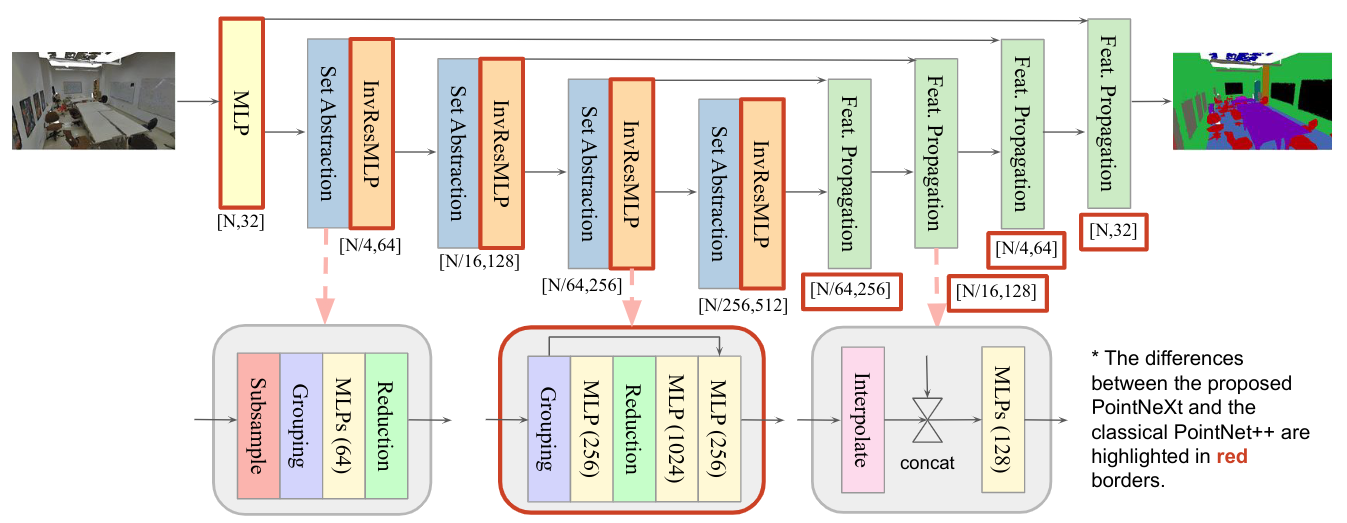 MLP
[N,32]
Set Abstraction
InvResMLP
[N/4,64]
Set Abstraction
InvResMLP
[N/16,128]
Set Abstraction
InvResMLP
[N/64,256]
Set Abstraction
InvResMLP
[N/256,512]
Feat. Propagation
[N/64,256]
Feat. Propagation
[N/16,128]
Feat. Propagation
[N/4,64]
Feat. Propagation
[N,32]
Subsample
Grouping
MLPs (64)
Reduction
Grouping
MLP (256)
Reduction
MLP (1024)
MLP (256)
Interpolate
concat
MLPs (128)
* The differences
between the proposed
PointNeXt and the
classical PointNet++ are
highlighted in red
borders.